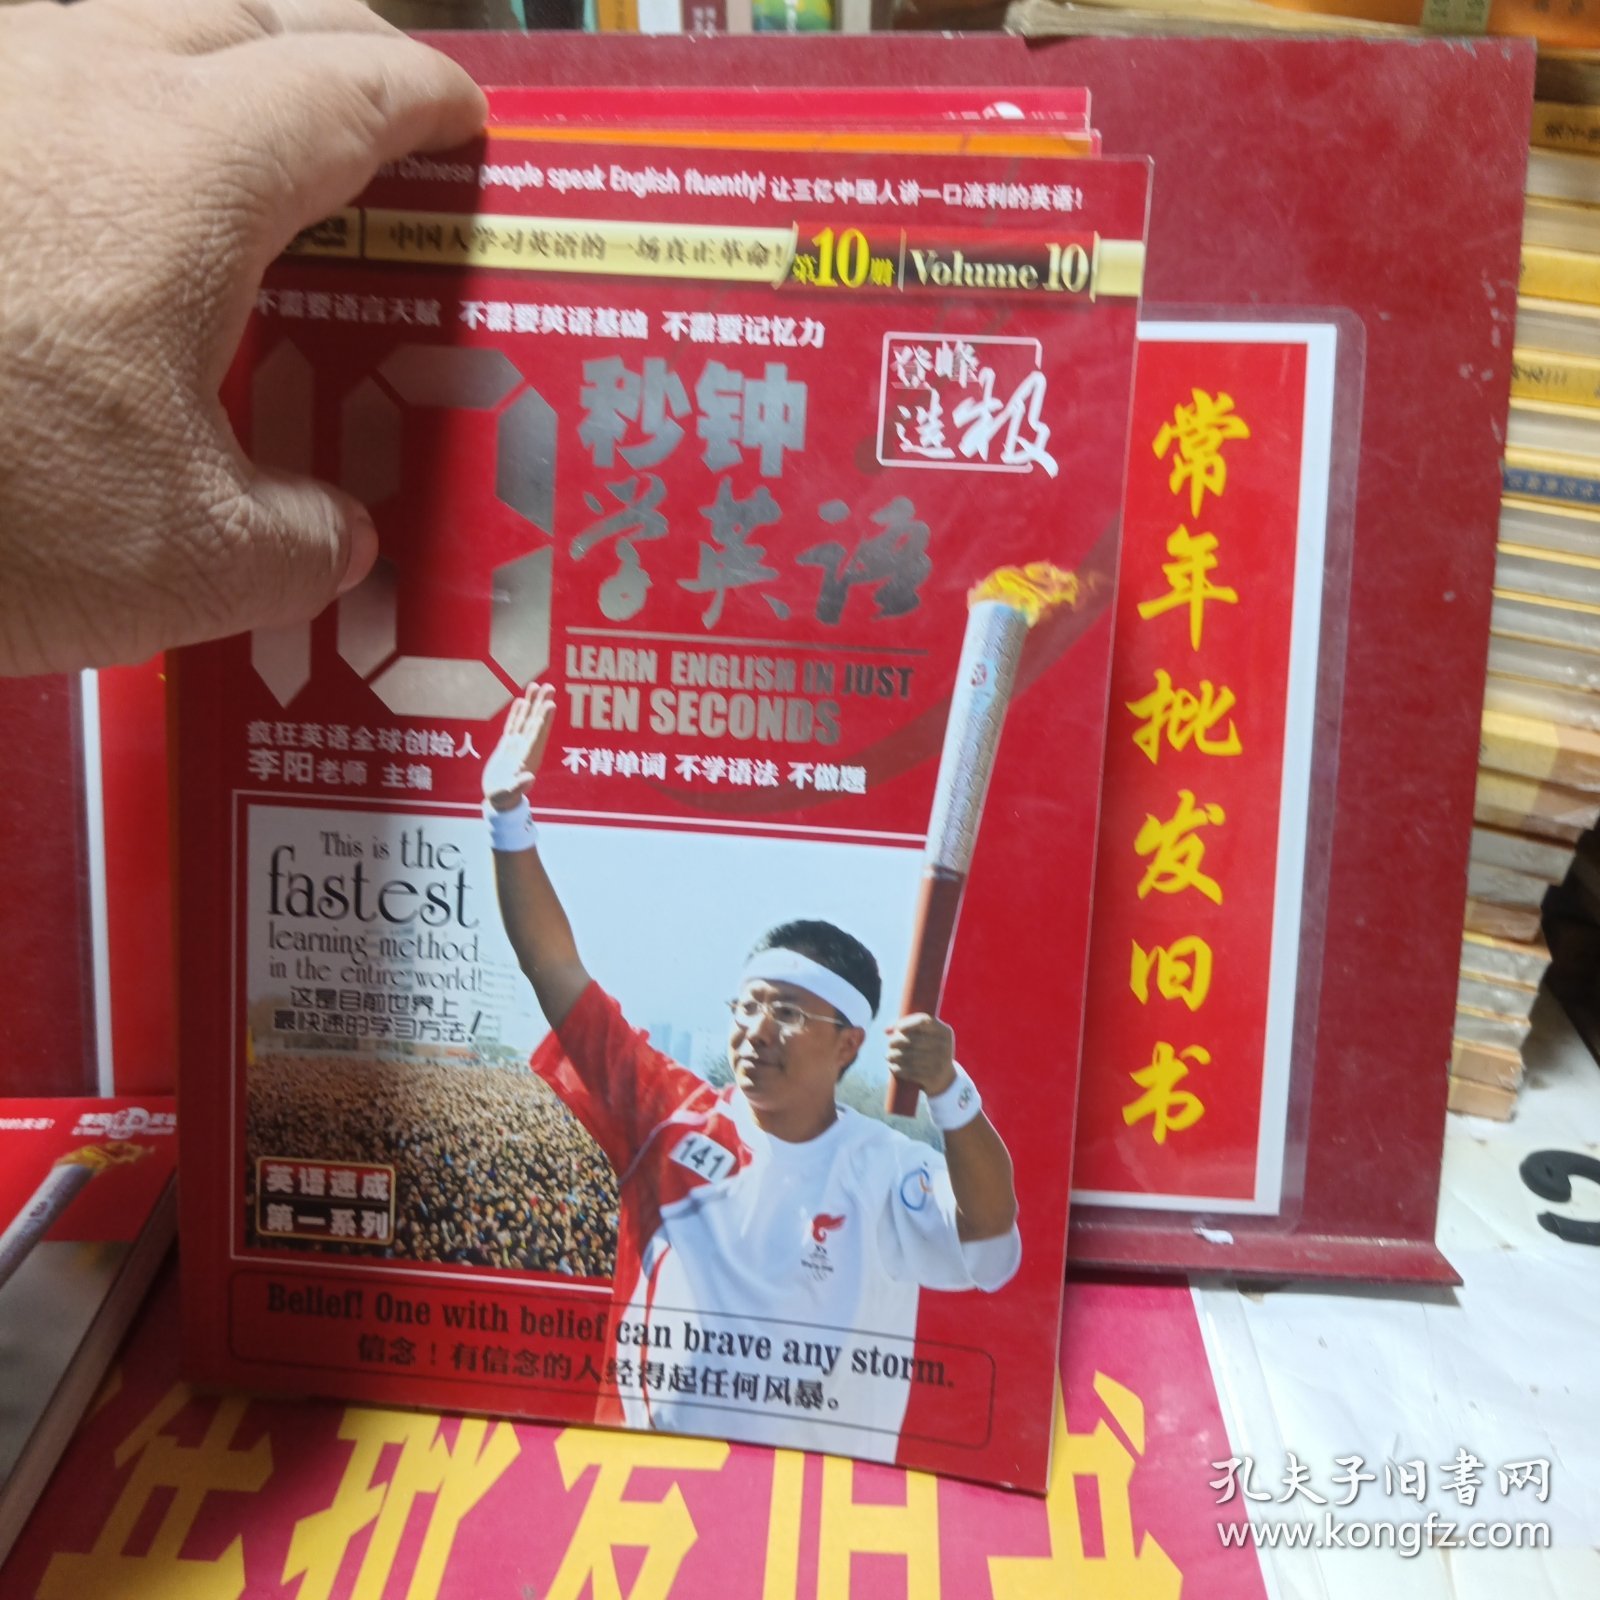 Chinese people speak English fluently! 让三亿中国人讲一口流利的英语!
中国人学习英语的一场真正革命!
第10册 Volume 10
不需要语言天赋 不需要英语基础 不需要记忆力
登峰
造极
10
秒钟
学英语
LEARN ENGLISH IN JUST
TEN SECONDS
疯狂英语全球创始人
李阳老师 主编
不背单词 不学语法 不做题
This is the
fastest
learning method
in the entire world!
这是目前世界上
最快速的学习方法!
141
英语速成
第一系列
Belief! One with belief can brave any storm.
信念!有信念的人经得起任何风暴。
常年批发旧书
年批发旧书
孔夫子旧書网
www.kongfz.com